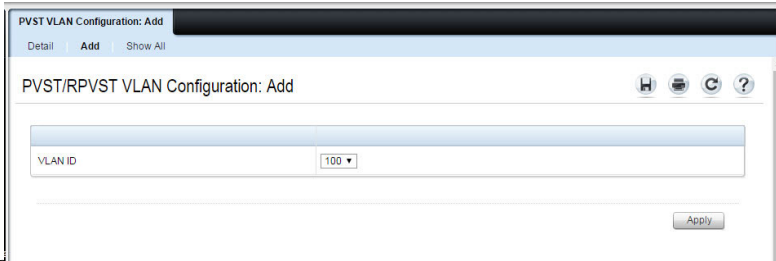 PVST VLAN Configuration: Add
Detail Add Show All
PVST/RPVST VLAN Configuration: Add
VLAN ID 100
Apply